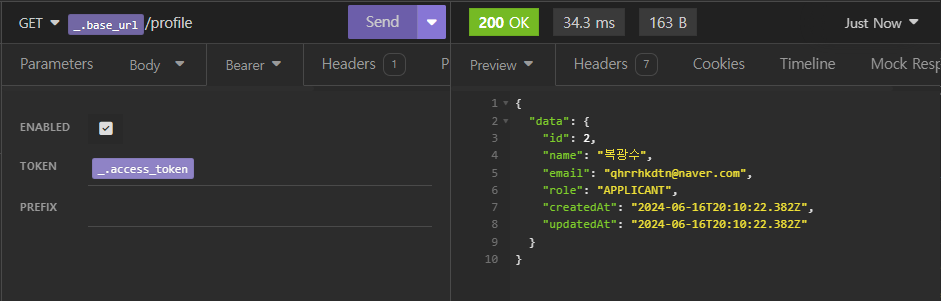 GET _.base_url /profile Send
Parameters Body Bearer Headers 1 P
ENABLED
TOKEN _.access_token
PREFIX
200 OK 34.3 ms 163 B Just Now
Preview Headers 7 Cookies Timeline Mock Resp
1 {
2 "data": {
3 "id": 2,
4 "name": "복광수",
5 "email": "qhrrhkdtn@naver.com",
6 "role": "APPLICANT",
7 "createdAt": "2024-06-16T20:10:22.382Z",
8 "updatedAt": "2024-06-16T20:10:22.382Z"
9 }
10 }